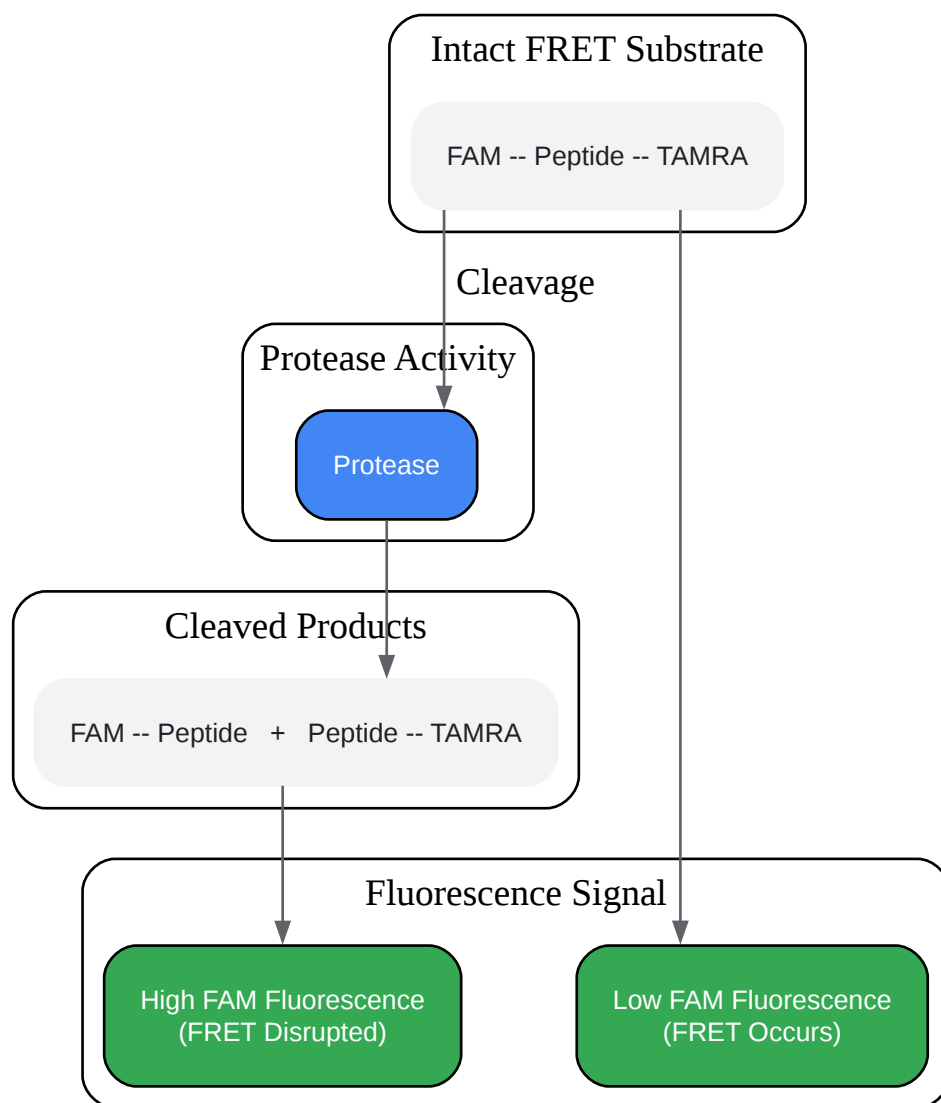 Intact FRET Substrate
FAM -- Peptide -- TAMRA
Cleavage
Protease Activity
Protease
Cleaved Products
FAM -- Peptide   +   Peptide -- TAMRA
Fluorescence Signal
High FAM Fluorescence
(FRET Disrupted)
Low FAM Fluorescence
(FRET Occurs)